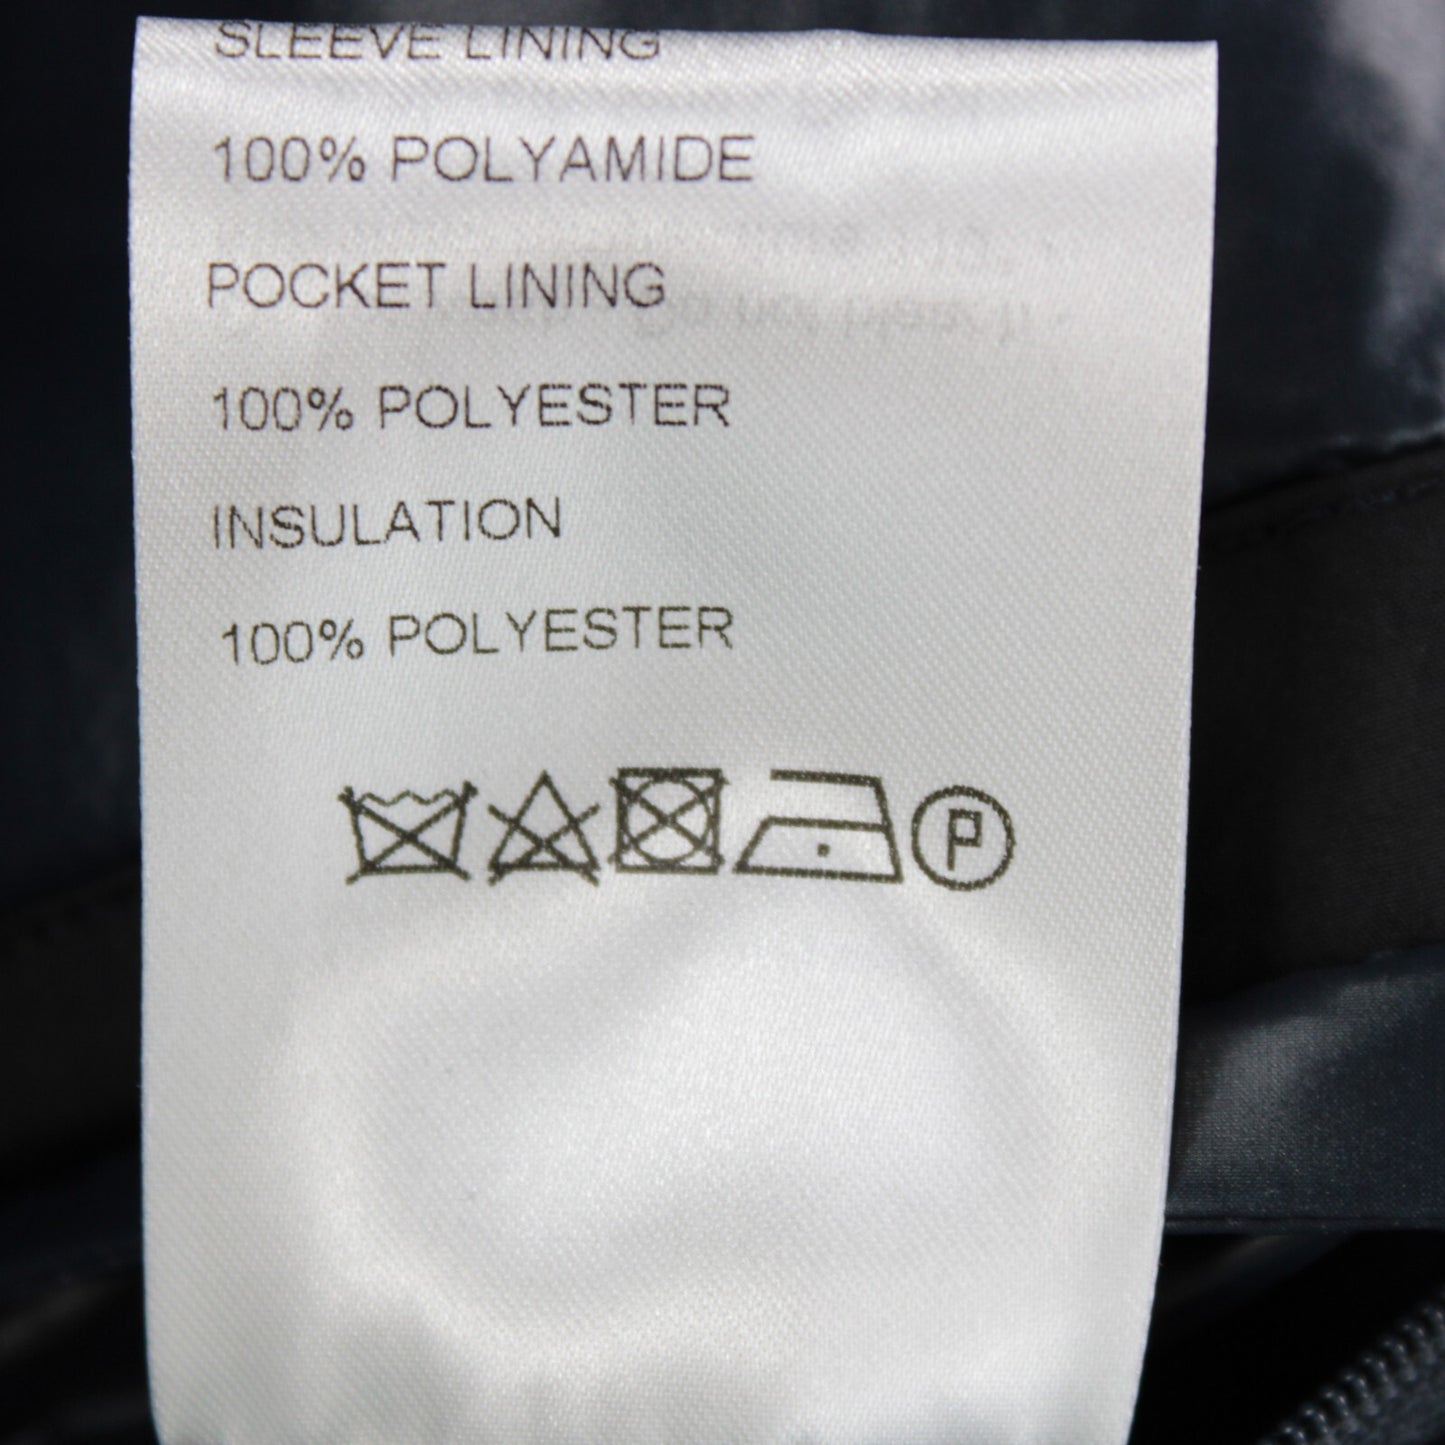 SLEEVE LINING
100% POLYAMIDE
POCKET LINING
100% POLYESTER
INSULATION
100% POLYESTER
P